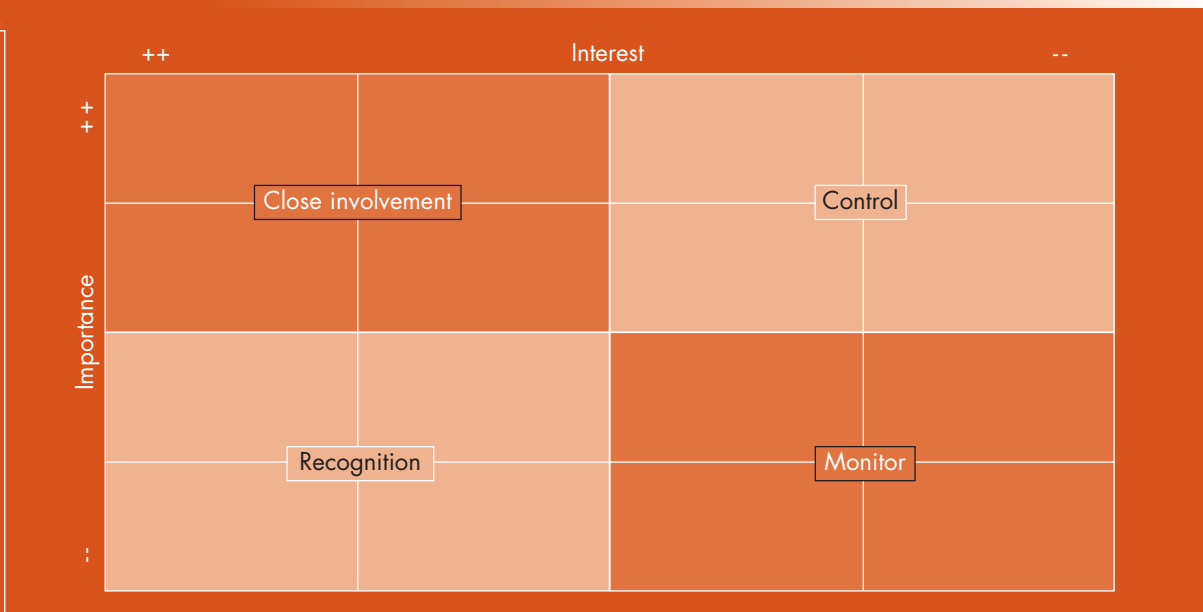 ++ Interest --
++
Close involvement
Control
Importance
Recognition
Monitor
--